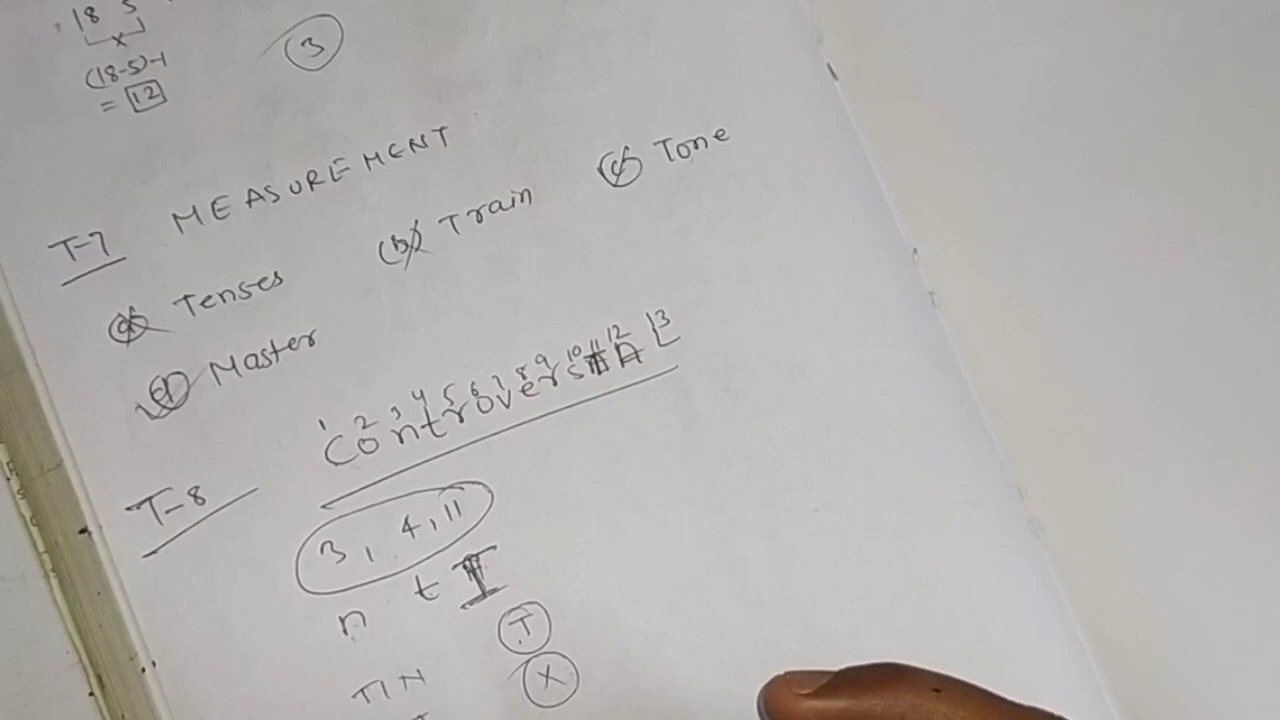 18 5
x
(18-5)-1
= 12
3
T-7 MEASUREMENT
(a) Tenses (b) Train (c) Tone
(d) Master
1 2 3 4 5 6 7 8 9 10 11 12 13
T-8 ControversIAL
3, 4, 11
n t I
T
TIN X